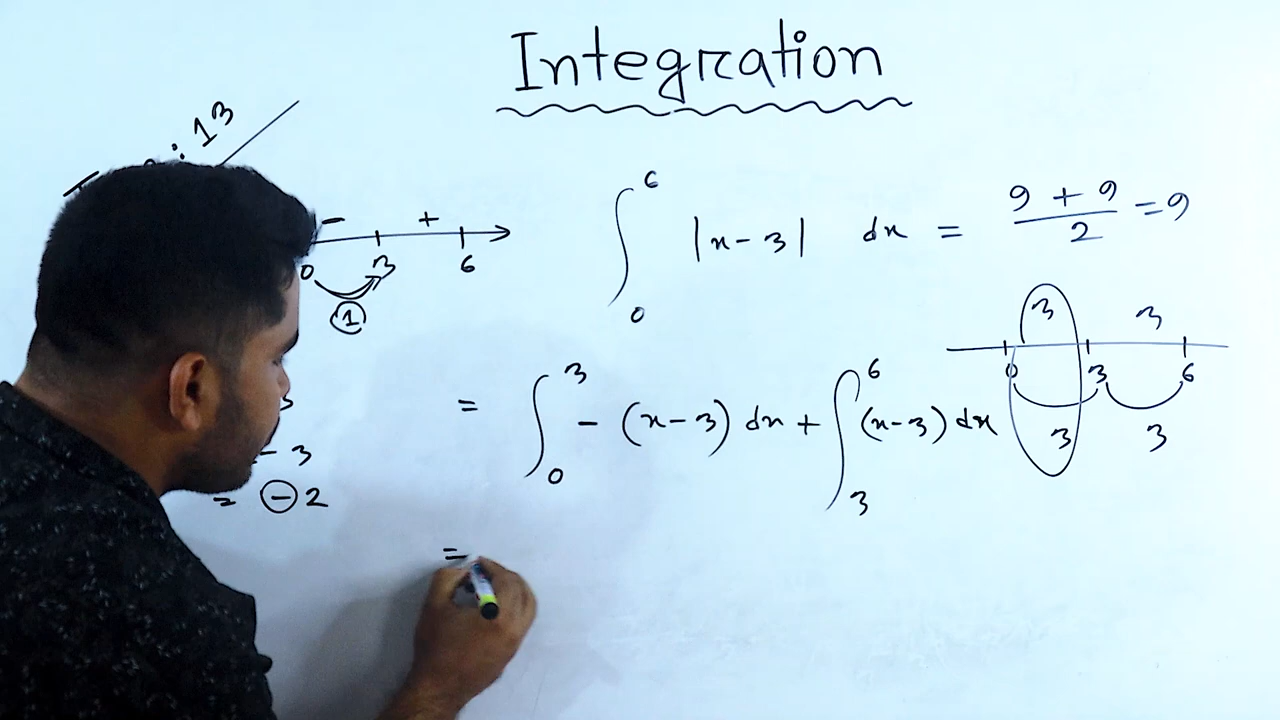 Integration
: 13
∫₀⁶ |x-3| dx = (9+9)/2 = 9
- +
0 3 6
①
3 3
0 3 6
3 3
= ∫₀³ -(x-3) dx + ∫₃⁶ (x-3) dx
- 3
= ⊖2
=